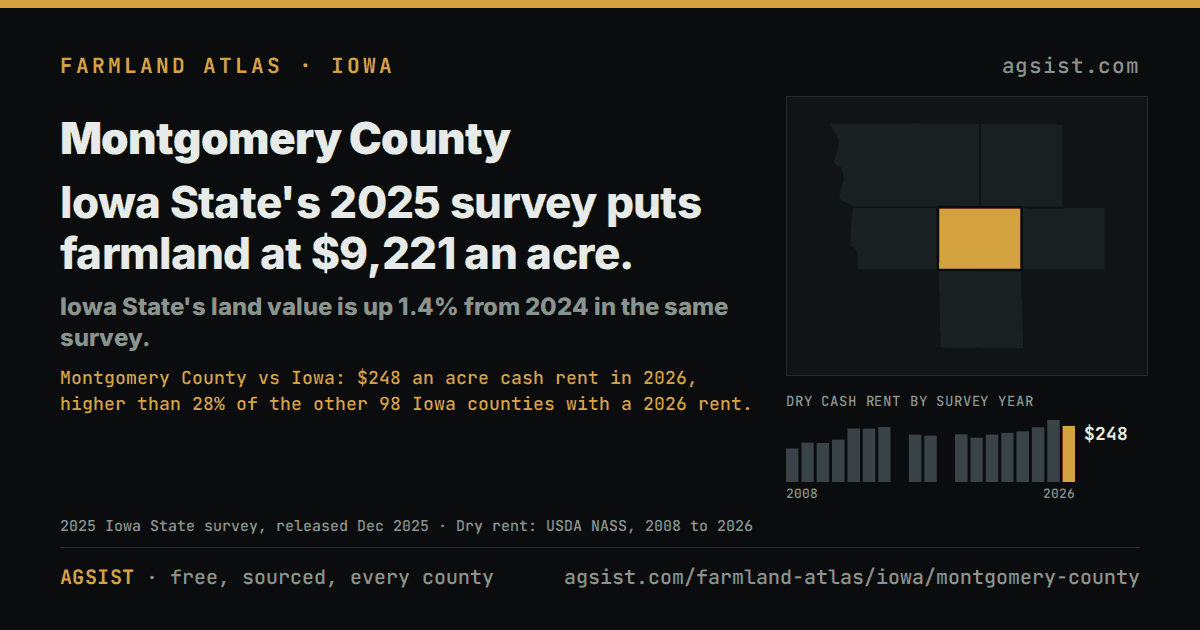 FARMLAND ATLAS · IOWA
agsist.com
Montgomery County
Iowa State's 2025 survey puts
farmland at $9,221 an acre.
Iowa State's land value is up 1.4% from 2024 in the same
survey.
Montgomery County vs Iowa: $248 an acre cash rent in 2026,
higher than 28% of the other 98 Iowa counties with a 2026 rent.
DRY CASH RENT BY SURVEY YEAR
$248
2008
2026
2025 Iowa State survey, released Dec 2025 · Dry rent: USDA NASS, 2008 to 2026
AGSIST · free, sourced, every county
agsist.com/farmland-atlas/iowa/montgomery-county